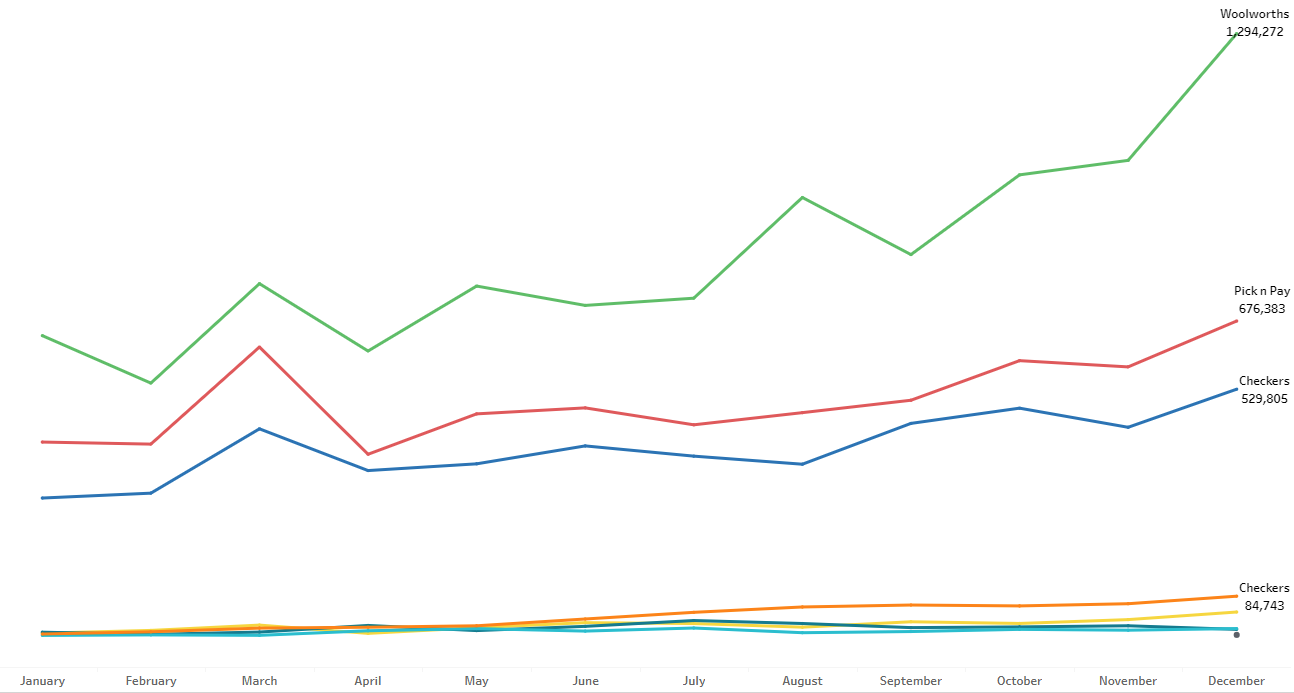 Woolworths
1,294,272
Pick n Pay
676,383
Checkers
529,805
Checkers
84,743
January February March April May June July August September October November December